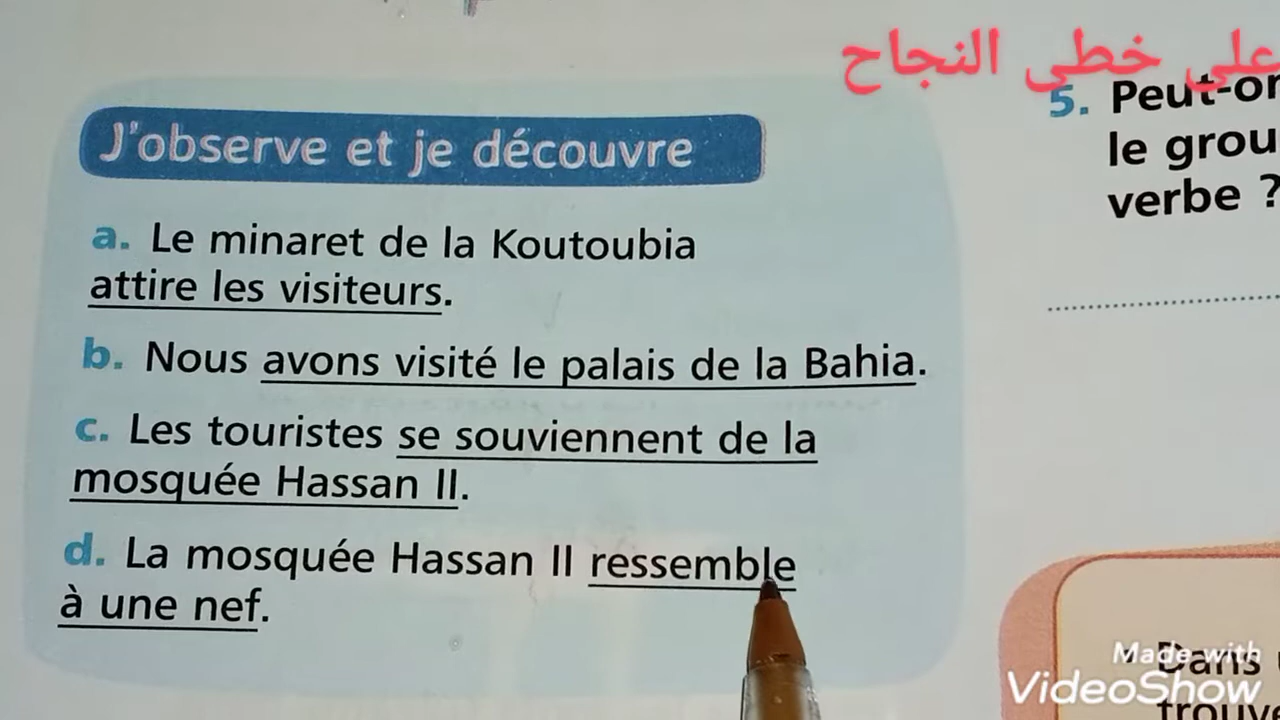 على خطى النجاح
J'observe et je découvre
a. Le minaret de la Koutoubia
attire les visiteurs.
b. Nous avons visité le palais de la Bahia.
c. Les touristes se souviennent de la
mosquée Hassan II.
d. La mosquée Hassan II ressemble
à une nef.
5. Peut-on
le grou
verbe ?
Dans
trouve
Made with
VideoShow